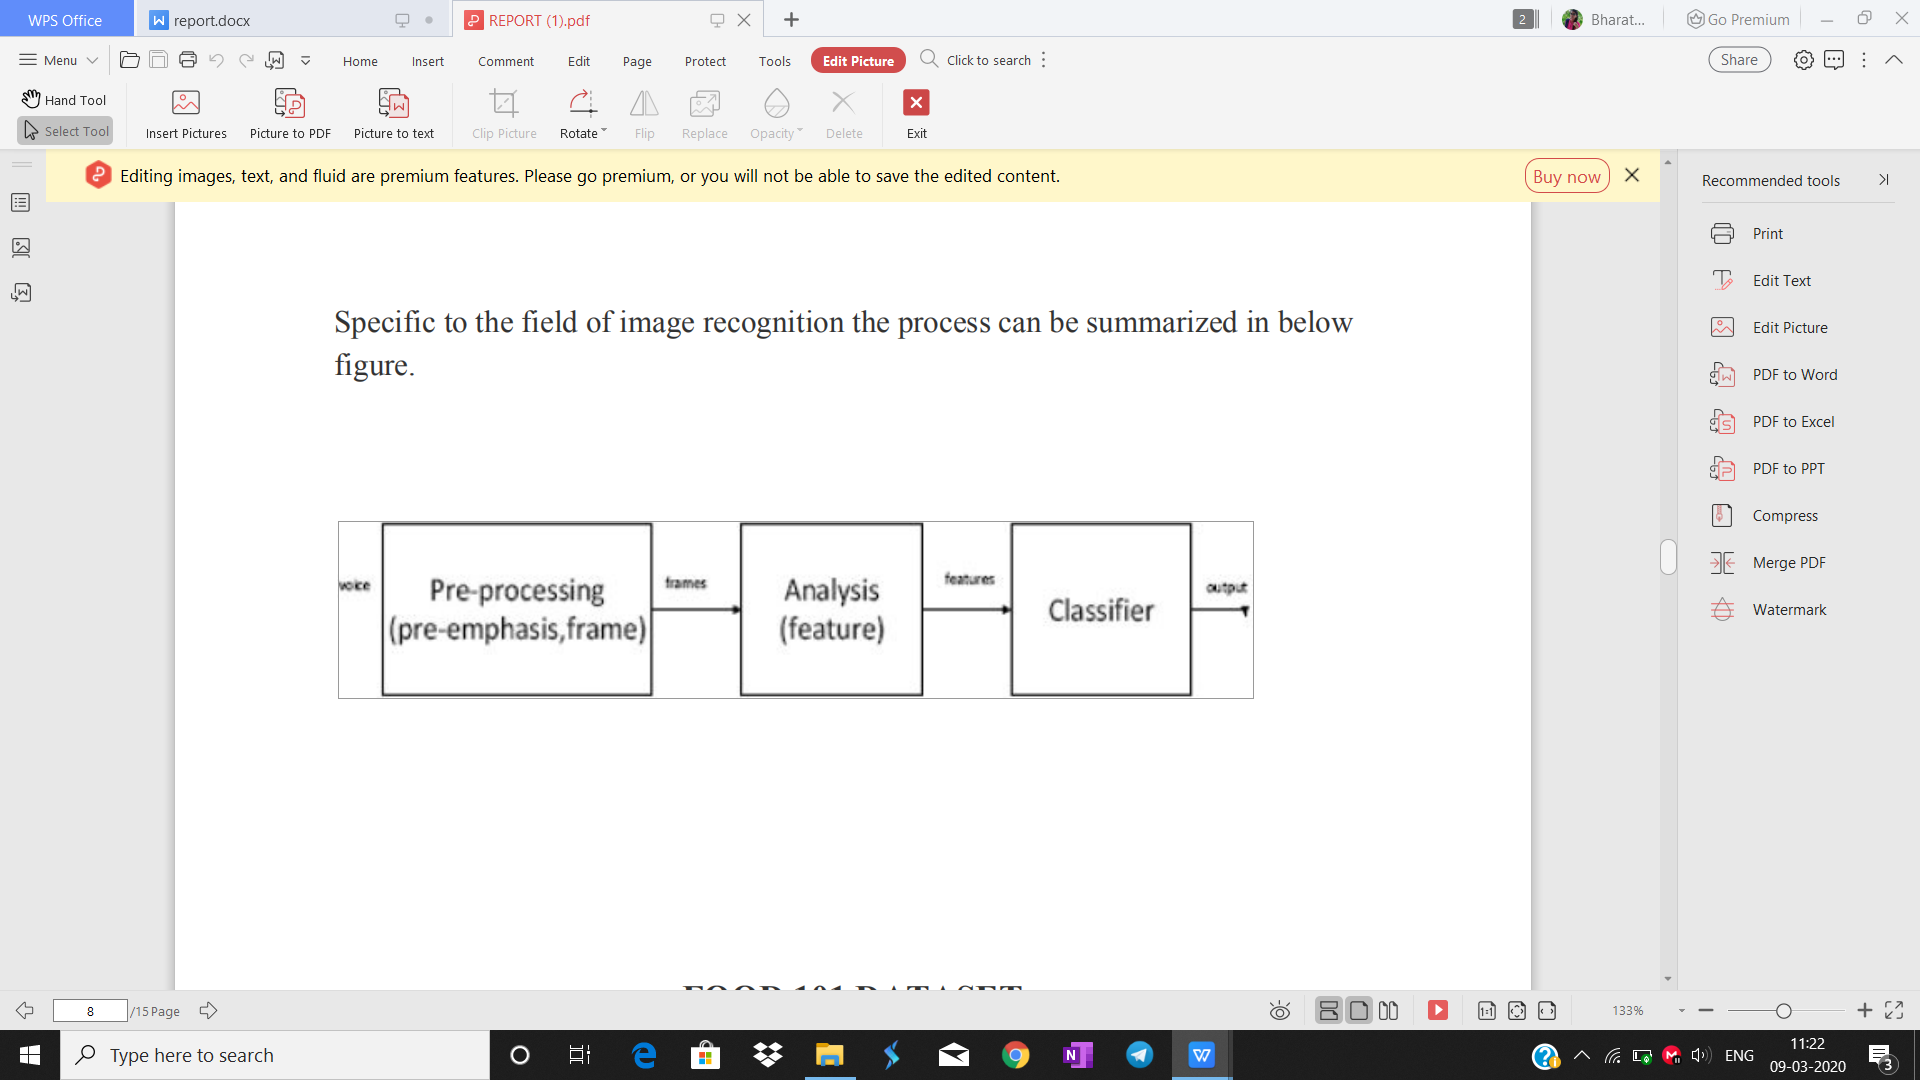 WPS Office
report.docx
REPORT (1).pdf
2
Bharat...
Go Premium
Menu
Home
Insert
Comment
Edit
Page
Protect
Tools
Edit Picture
Click to search
Share
Hand Tool
Select Tool
Insert Pictures
Picture to PDF
Picture to text
Clip Picture
Rotate
Flip
Replace
Opacity
Delete
Exit
Editing images, text, and fluid are premium features. Please go premium, or you will not be able to save the edited content.
Buy now
Recommended tools
Print
Edit Text
Edit Picture
PDF to Word
PDF to Excel
PDF to PPT
Compress
Merge PDF
Watermark
Specific to the field of image recognition the process can be summarized in below
figure.
voice
Pre-processing
(pre-emphasis,frame)
frames
Analysis
(feature)
features
Classifier
output
FOOD 101 DATASET
8
/15 Page
133%
Type here to search
ENG
11:22
09-03-2020
3